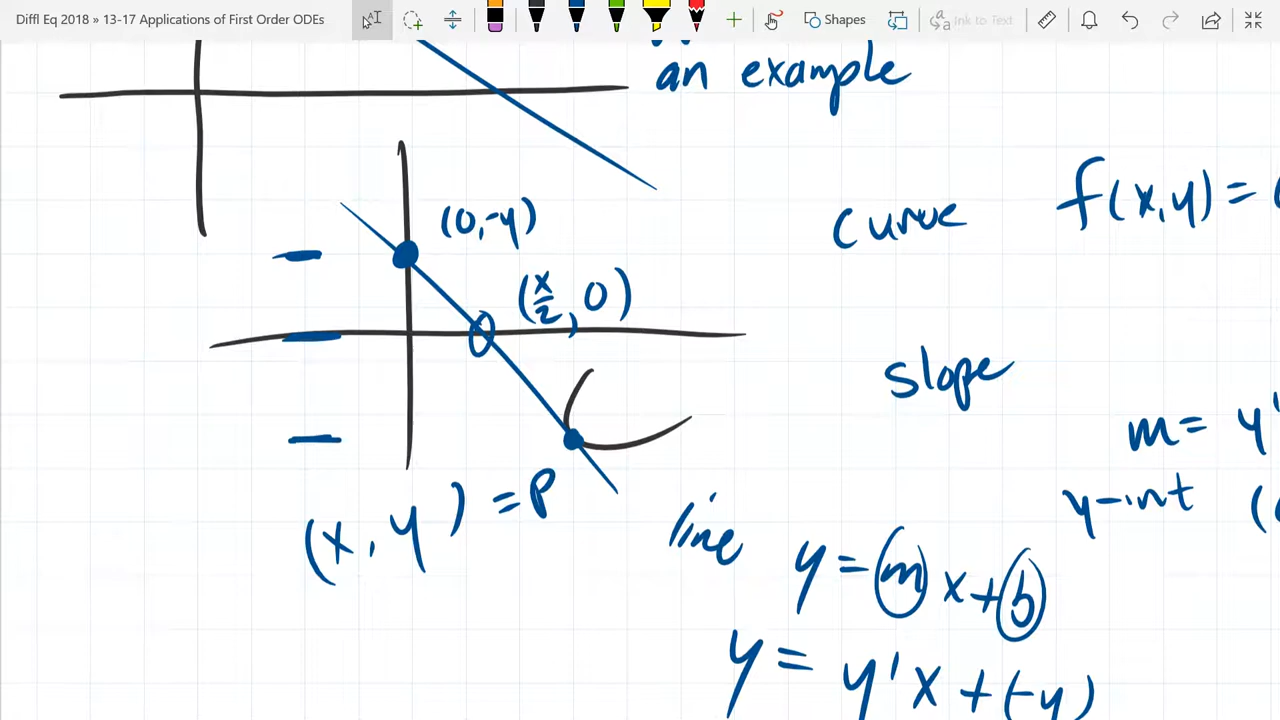 Diffl Eq 2018 » 13-17 Applications of First Order ODEs
Shapes
Ink to Text
an example
(0,-y)
curve f(x,y)=
(x/2, 0)
slope
m= y'
(x, y) = P
y-int (
line
y = m x + b
y = y'x + (-y)